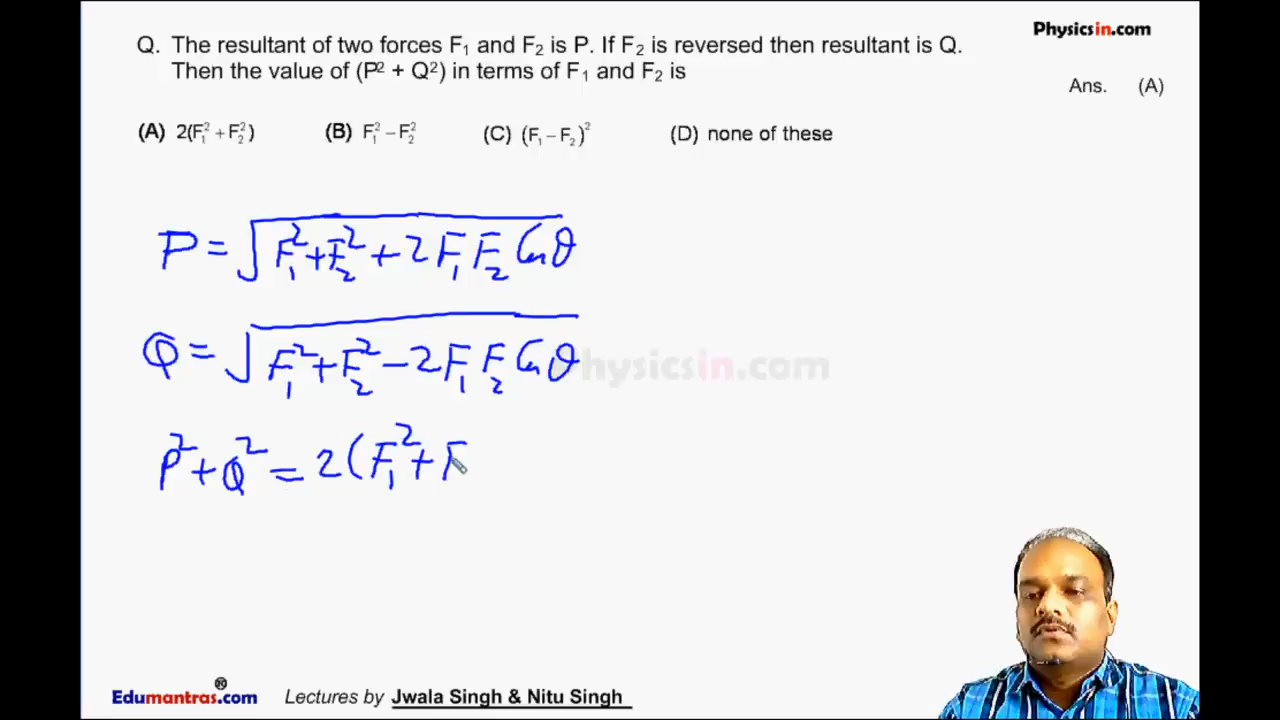 Physicsin.com
Q. The resultant of two forces F₁ and F₂ is P. If F₂ is reversed then resultant is Q.
Then the value of (P² + Q²) in terms of F₁ and F₂ is
Ans. (A)
(A) 2(F₁² + F₂²) (B) F₁² – F₂² (C) (F₁ – F₂)² (D) none of these
P = √(F₁² + F₂² + 2F₁F₂ Cosθ)
Q = √(F₁² + F₂² – 2F₁F₂ Cosθ)
Physicsin.com
P² + Q² = 2(F₁² + F
Edumantras.com® Lectures by Jwala Singh & Nitu Singh